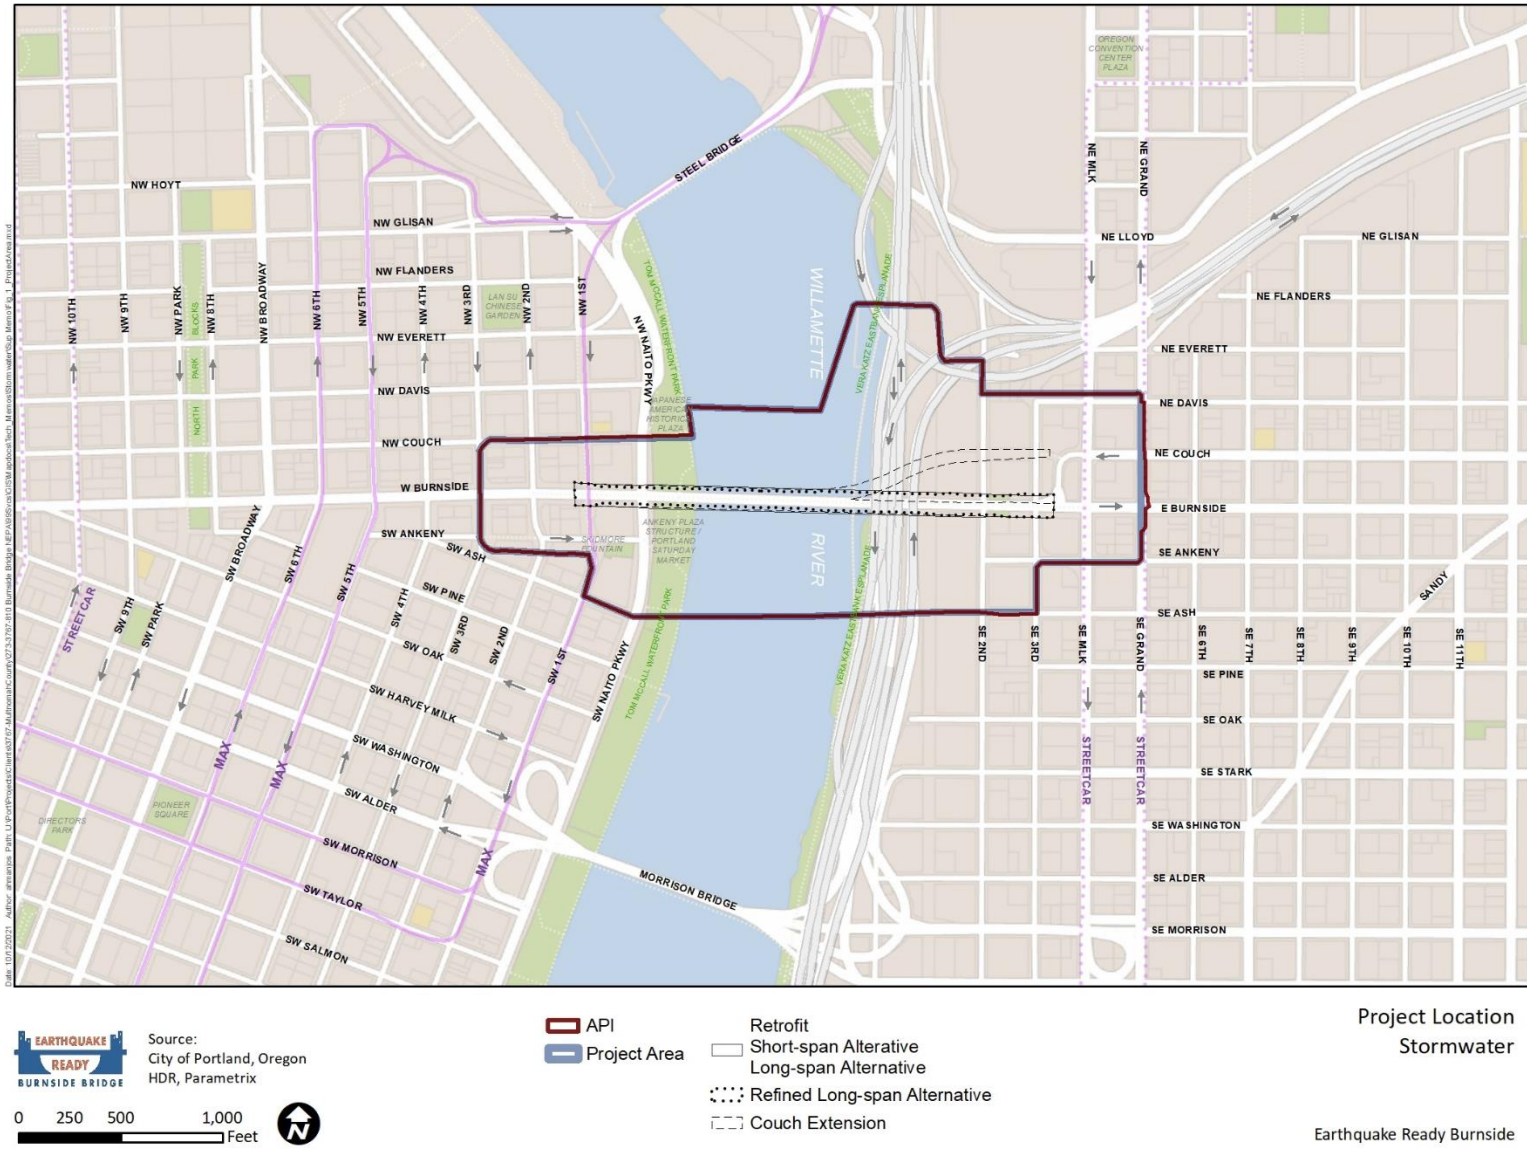 OREGON
CONVENTION
CENTER
PLAZA
STEEL BRIDGE
NE MLK
NE GRAND
NW HOYT
NW GLISAN
NE LLOYD
NE GLISAN
NW FLANDERS
NE FLANDERS
NW 10TH
NW 9TH
NW PARK
NW 8TH
NW BROADWAY
NW 6TH
NW 5TH
NW 4TH
NW 3RD
NW 2ND
NW 1ST
LAN SU
CHINESE
GARDEN
NORTH
PARK
BLOCKS
NW EVERETT
NE EVERETT
NW NAITO PKWY
TOM MCCALL WATERFRONT PARK
WILLAMETTE
RIVER
VERA KATZ EASTBANK ESPLANADE
NW DAVIS
NE DAVIS
JAPANESE
AMERICAN
HISTORICAL
PLAZA
NW COUCH
NE COUCH
W BURNSIDE
E BURNSIDE
SW ANKENY
SE ANKENY
ANKENY PLAZA
STRUCTURE /
PORTLAND
SATURDAY
MARKET
SKIDMORE
FOUNTAIN
SW BROADWAY
SW 6TH
SW 5TH
SW ASH
SE ASH
SANDY
SW PINE
SW 4TH
SW 3RD
SW 2ND
SW 1ST
SW 9TH
SW PARK
STREETCAR
SW OAK
SW NAITO PKWY
TOM MCCALL WATERFRONT PARK
VERA KATZ EASTBANK ESPLANADE
SE 2ND
SE 3RD
SE MLK
SE GRAND
SE 6TH
SE 7TH
SE 8TH
SE 9TH
SE 10TH
SE 11TH
SE PINE
SW HARVEY MILK
SE OAK
SW WASHINGTON
MAX
MAX
STREETCAR
STREETCAR
SE STARK
SW ALDER
PIONEER
SQUARE
DIRECTORS
PARK
SE WASHINGTON
SW MORRISON
MAX
MORRISON BRIDGE
SE ALDER
SW TAYLOR
SE MORRISON
SW SALMON
EARTHQUAKE
READY
BURNSIDE BRIDGE
Source:
City of Portland, Oregon
HDR, Parametrix
0 250 500 1,000
Feet
N
API
Project Area
Retrofit
Short-span Alterative
Long-span Alternative
Refined Long-span Alternative
Couch Extension
Project Location
Stormwater
Earthquake Ready Burnside